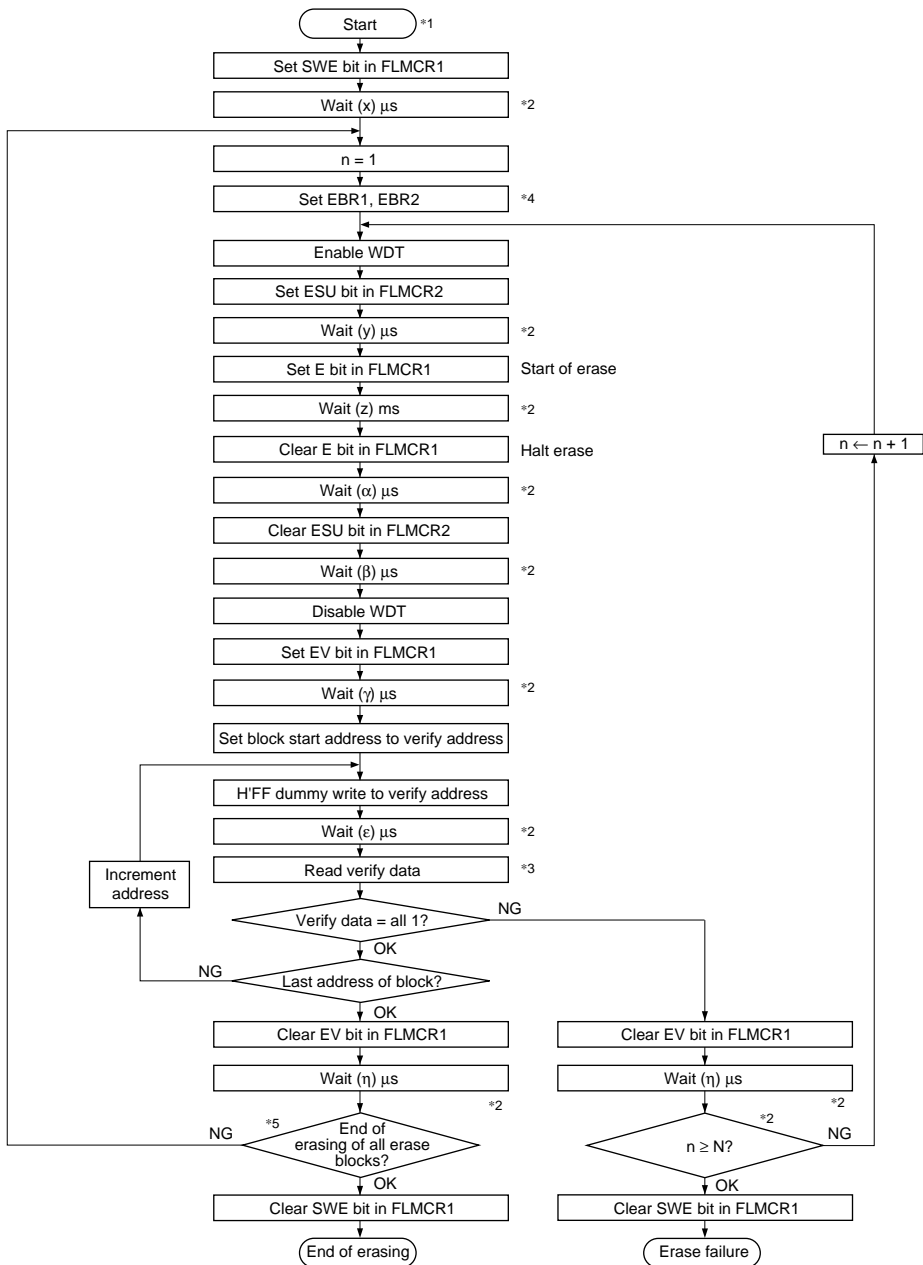 Start *1
Set SWE bit in FLMCR1
Wait (x) μs *2
n = 1
Set EBR1, EBR2 *4
Enable WDT
Set ESU bit in FLMCR2
Wait (y) μs *2
Set E bit in FLMCR1 Start of erase
Wait (z) ms *2
n ← n + 1
Clear E bit in FLMCR1 Halt erase
Wait (α) μs *2
Clear ESU bit in FLMCR2
Wait (β) μs *2
Disable WDT
Set EV bit in FLMCR1
Wait (γ) μs *2
Set block start address to verify address
H'FF dummy write to verify address
Wait (ε) μs *2
Increment
address
Read verify data *3
Verify data = all 1? NG
OK
NG Last address of block?
OK
Clear EV bit in FLMCR1
Wait (η) μs
*2
NG *5
End of
erasing of all erase
blocks?
OK
Clear SWE bit in FLMCR1
End of erasing
Clear EV bit in FLMCR1
Wait (η) μs
*2
*2
n ≥ N? NG
OK
Clear SWE bit in FLMCR1
Erase failure